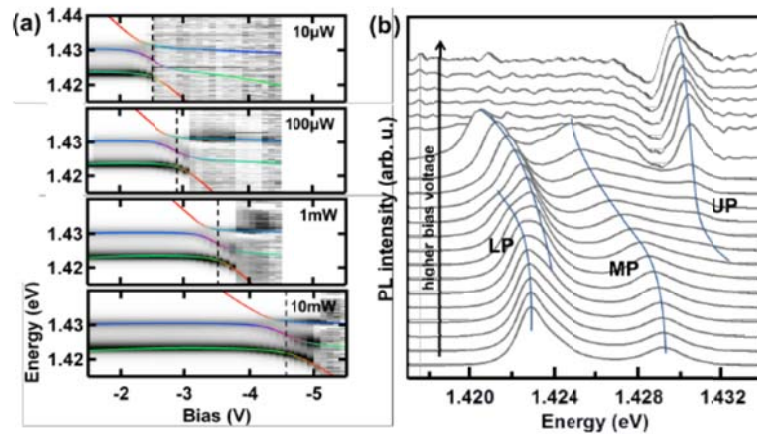 (a)
1.44
1.43
1.42
10μW
1.43
1.42
100μW
1.43
1.42
1mW
1.43
1.42
10mW
-2 -3 -4 -5
Bias (V)
Energy (eV)
(b)
PL intensity (arb. u.)
higher bias voltage
LP
MP
UP
1.420 1.424 1.428 1.432
Energy (eV)